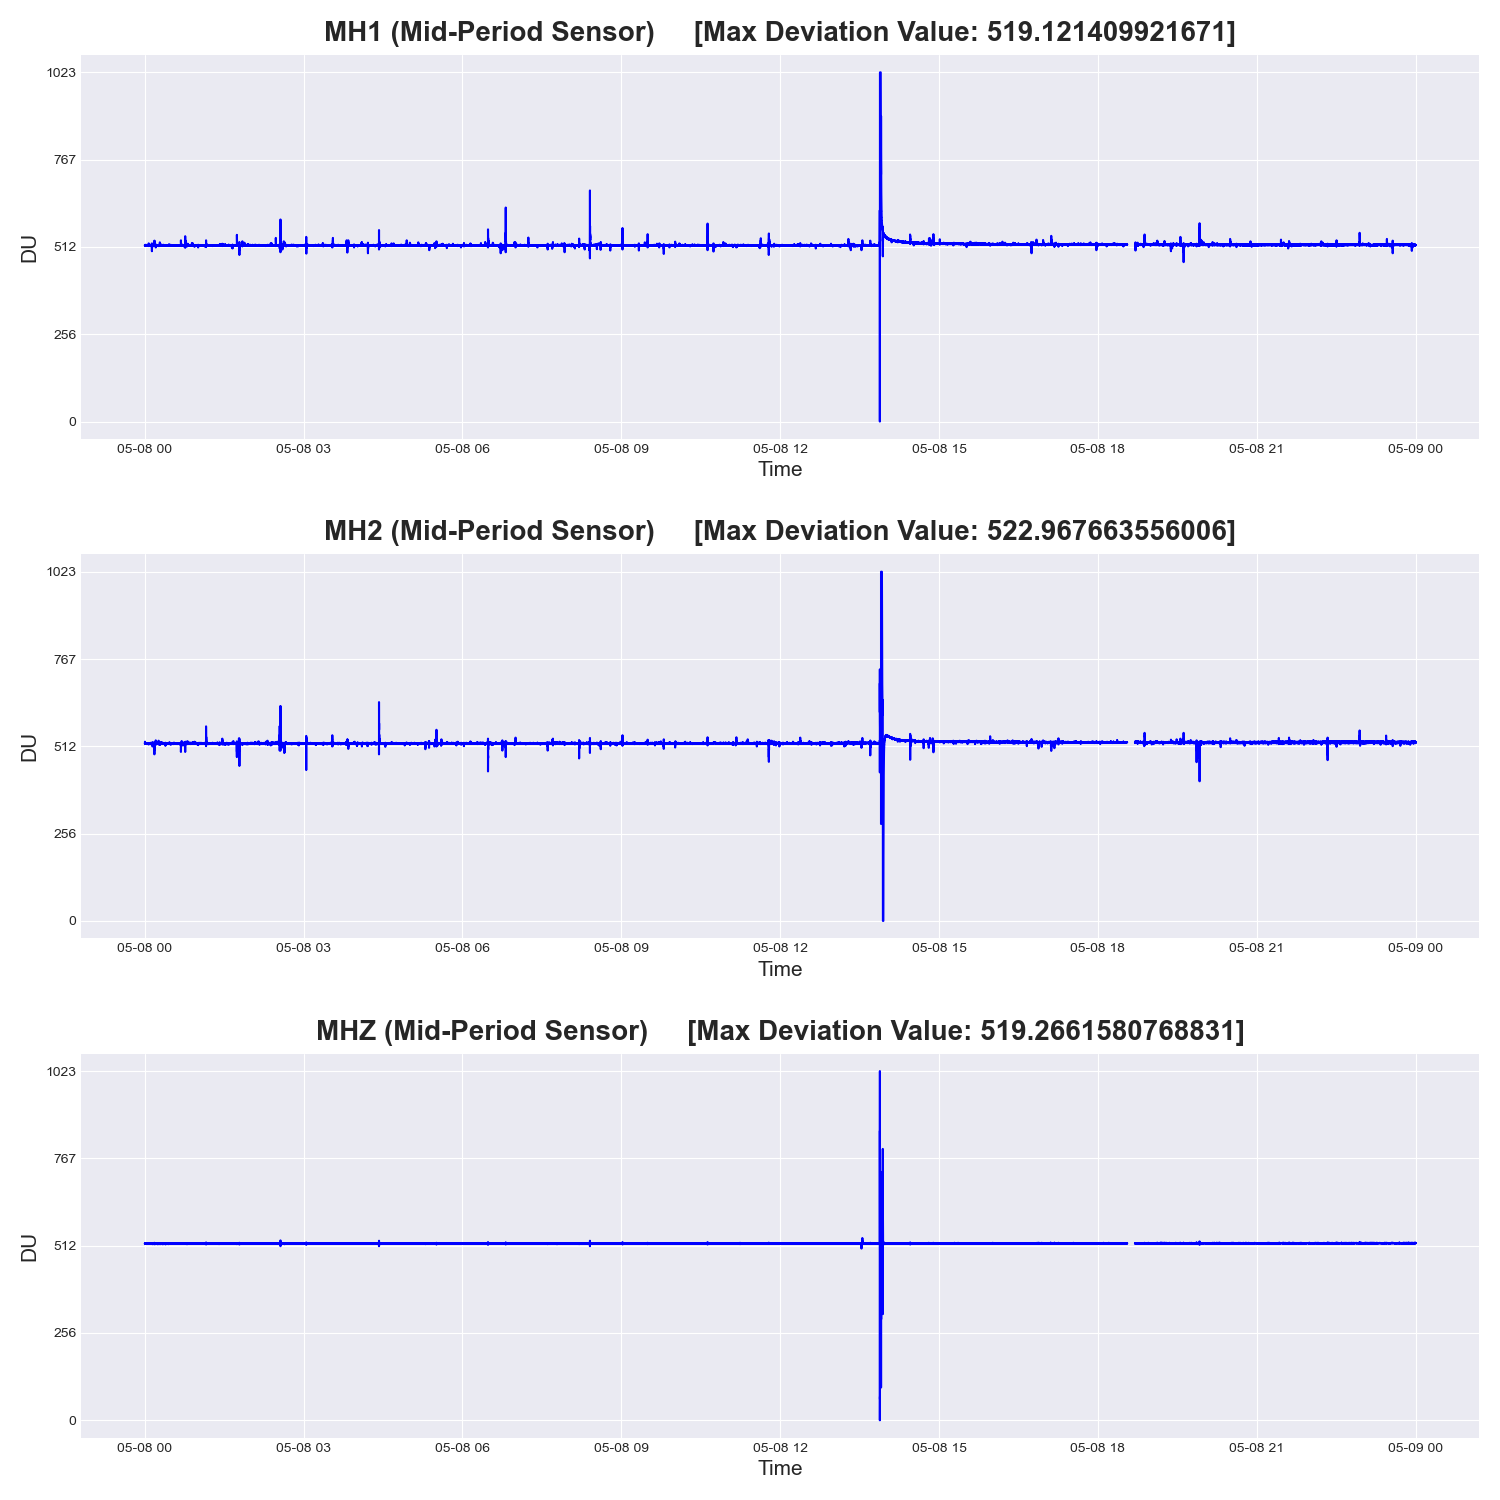 MH1 (Mid-Period Sensor) [Max Deviation Value: 519.121409921671]
1023
767
512
256
0
DU
05-08 00 05-08 03 05-08 06 05-08 09 05-08 12 05-08 15 05-08 18 05-08 21 05-09 00
Time
MH2 (Mid-Period Sensor) [Max Deviation Value: 522.967663556006]
1023
767
512
256
0
DU
05-08 00 05-08 03 05-08 06 05-08 09 05-08 12 05-08 15 05-08 18 05-08 21 05-09 00
Time
MHZ (Mid-Period Sensor) [Max Deviation Value: 519.2661580768831]
1023
767
512
256
0
DU
05-08 00 05-08 03 05-08 06 05-08 09 05-08 12 05-08 15 05-08 18 05-08 21 05-09 00
Time